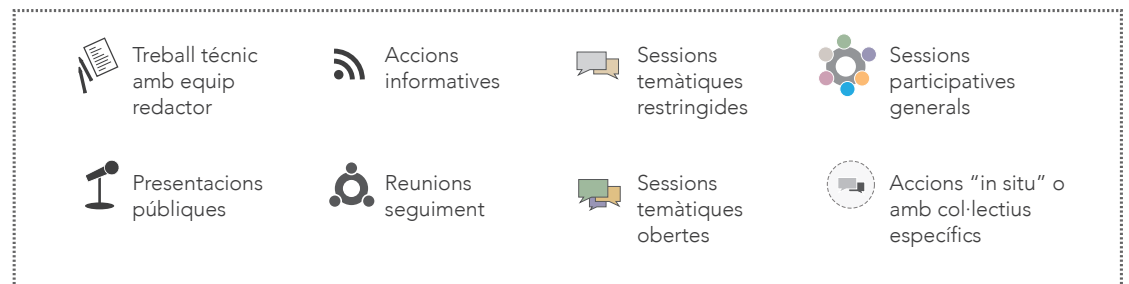 Treball técnic
amb equip
redactor
Accions
informatives
Sessions
temàtiques
restringides
Sessions
participatives
generals
Presentacions
públiques
Reunions
seguiment
Sessions
temàtiques
obertes
Accions “in situ” o
amb col·lectius
específics